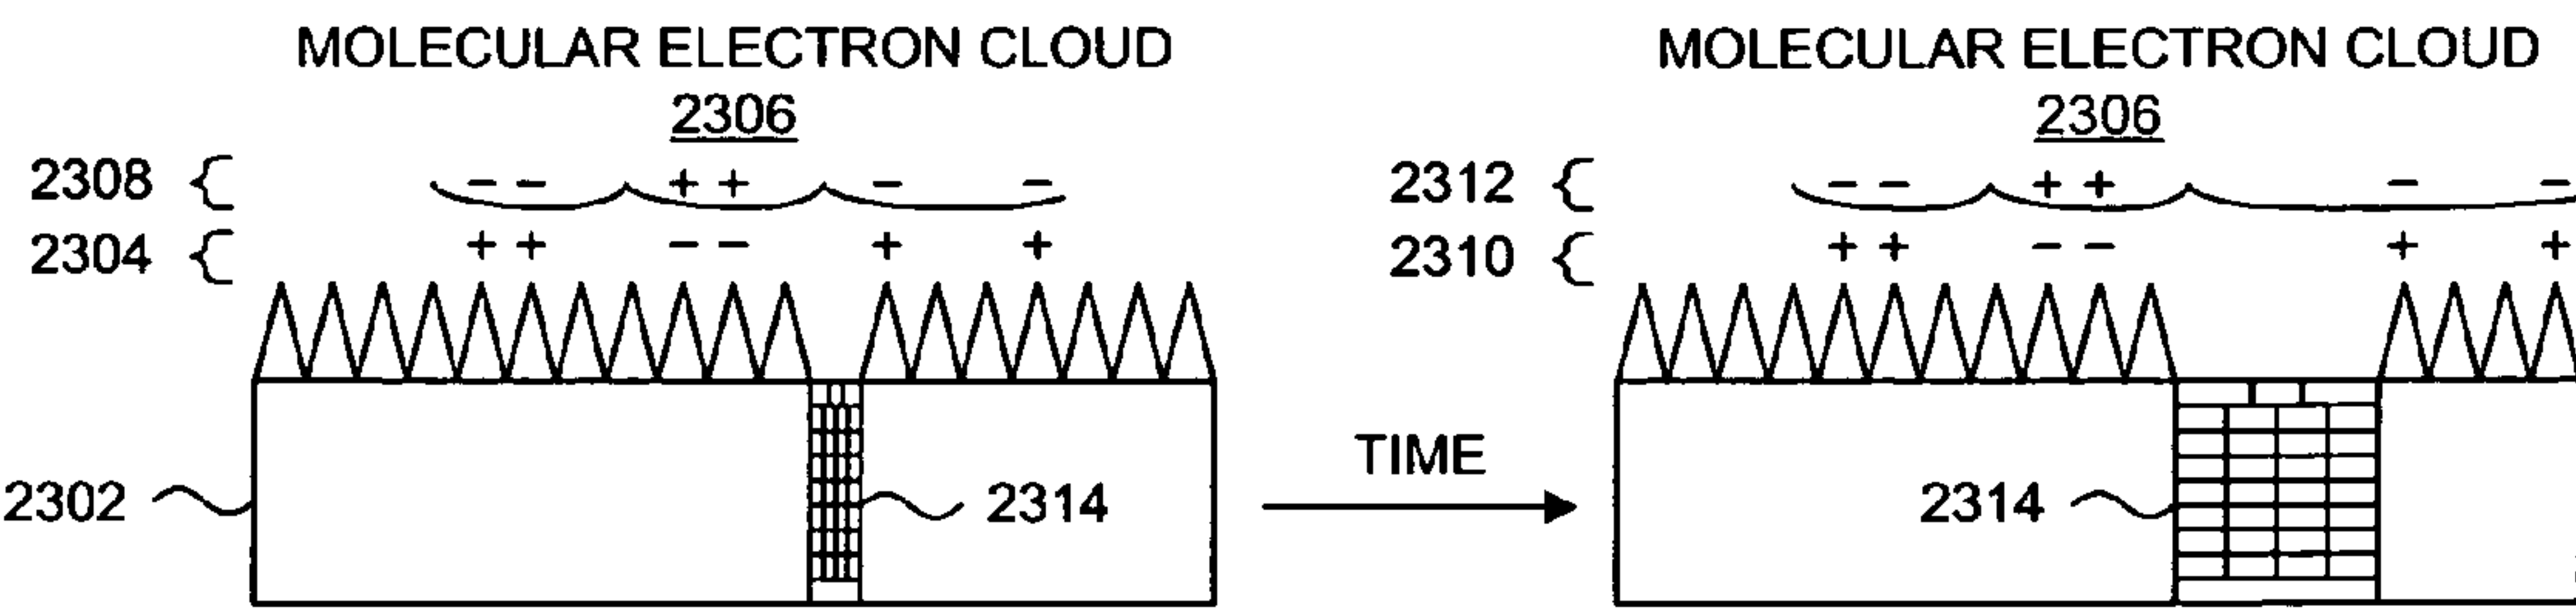 MOLECULAR ELECTRON CLOUD
2306
2308 { − − + + − −
2304 { + + − − + +
2302
2314
TIME
MOLECULAR ELECTRON CLOUD
2306
2312 { − − + + − −
2310 { + + − − + +
2314